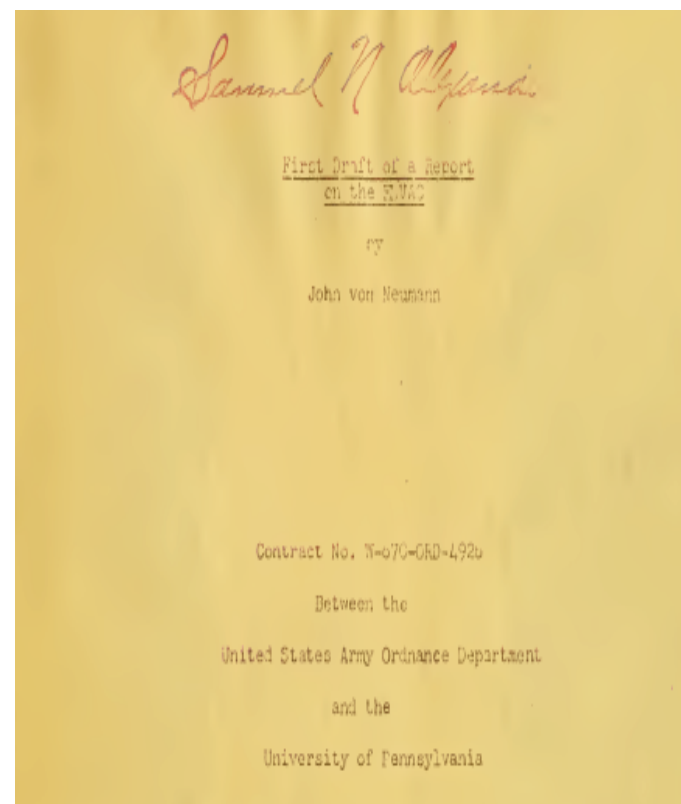 Samuel N Alexand
First Draft of a Report
on the EDVAC
by
John von Neumann
Contract No. W-670-ORD-4926
Between the
United States Army Ordnance Department
and the
University of Pennsylvania